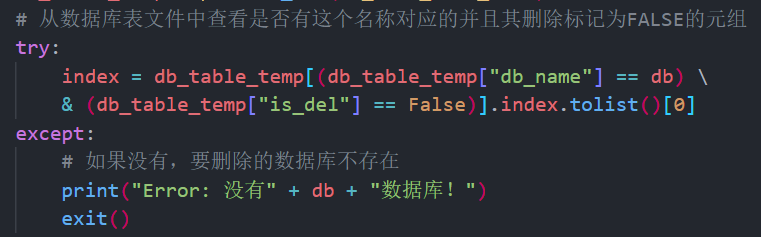 # 从数据库表文件中查看是否有这个名称对应的并且其删除标记为FALSE的元组
try:
    index = db_table_temp[(db_table_temp["db_name"] == db) \
    & (db_table_temp["is_del"] == False)].index.tolist()[0]
except:
    # 如果没有，要删除的数据库不存在
    print("Error: 没有" + db + "数据库！")
    exit()